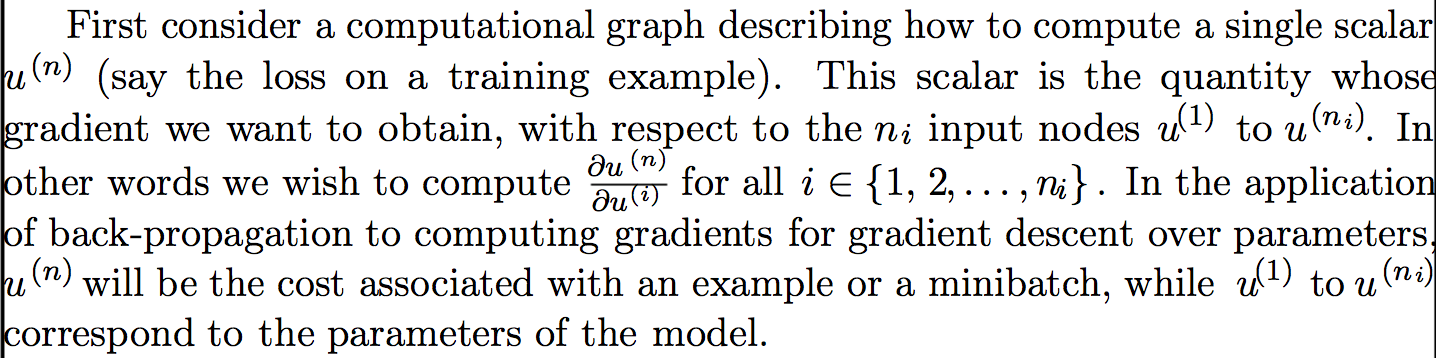 First consider a computational graph describing how to compute a single scalar
u^{(n)} (say the loss on a training example). This scalar is the quantity whose
gradient we want to obtain, with respect to the n_i input nodes u^{(1)} to u^{(n_i)}. In
other words we wish to compute \frac{∂u^{(n)}}{∂u^{(i)}} for all i ∈ {1, 2, . . . , n_i}. In the application
of back-propagation to computing gradients for gradient descent over parameters,
u^{(n)} will be the cost associated with an example or a minibatch, while u^{(1)} to u^{(n_i)}
correspond to the parameters of the model.